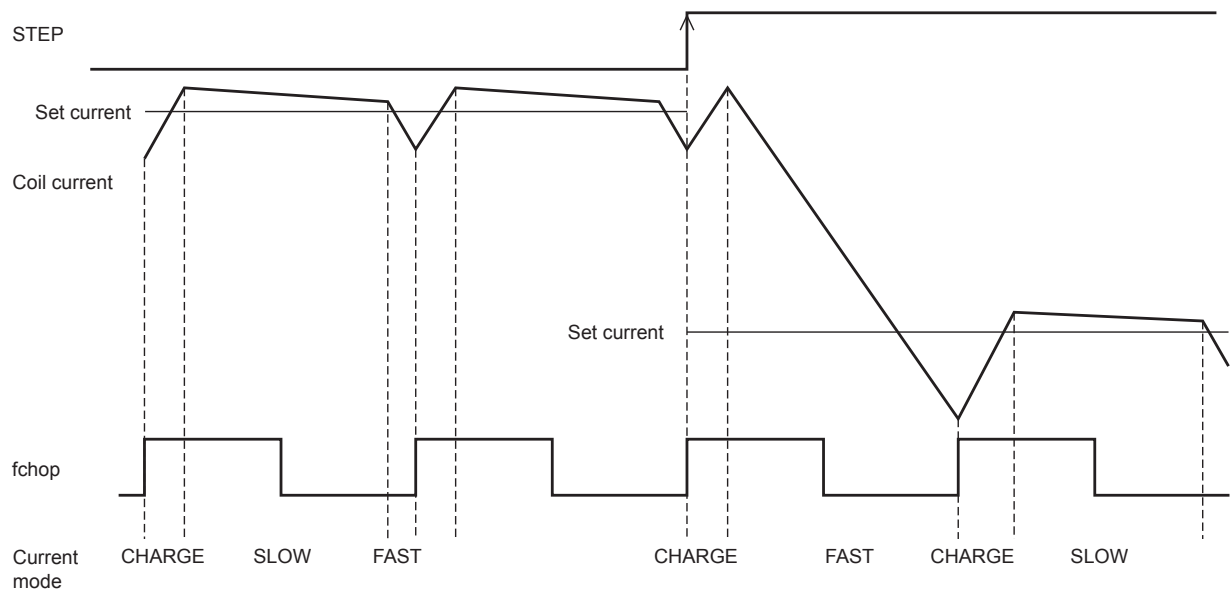 STEP
Set current
Coil current
Set current
fchop
Current
mode
CHARGE SLOW FAST CHARGE FAST CHARGE SLOW